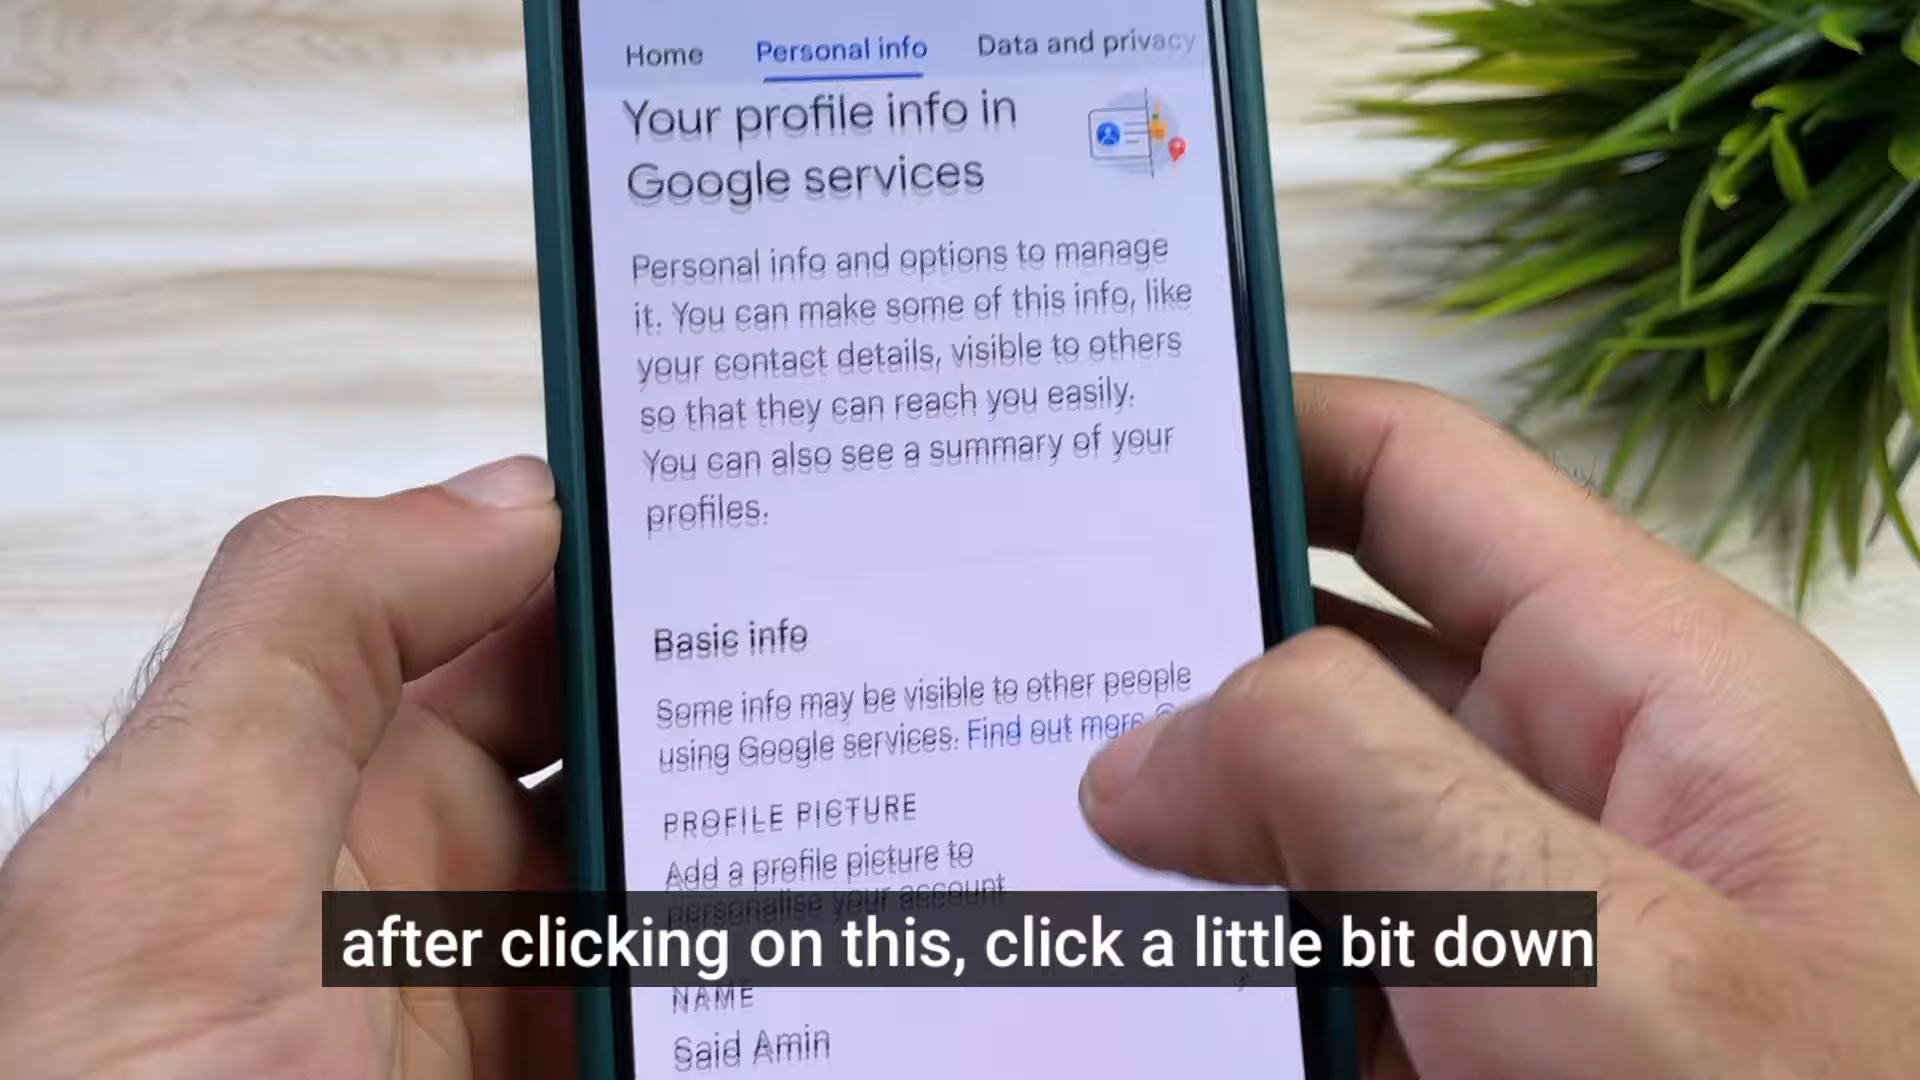 Home Personal info Data and privacy
Your profile info in
Google services
Personal info and options to manage
it. You can make some of this info, like
your contact details, visible to others
so that they can reach you easily.
You can also see a summary of your
profiles.
Basic info
Some info may be visible to other people
using Google services. Find out more
PROFILE PICTURE
Add a profile picture to
personalise your account
after clicking on this, click a little bit down
NAME
Said Amin